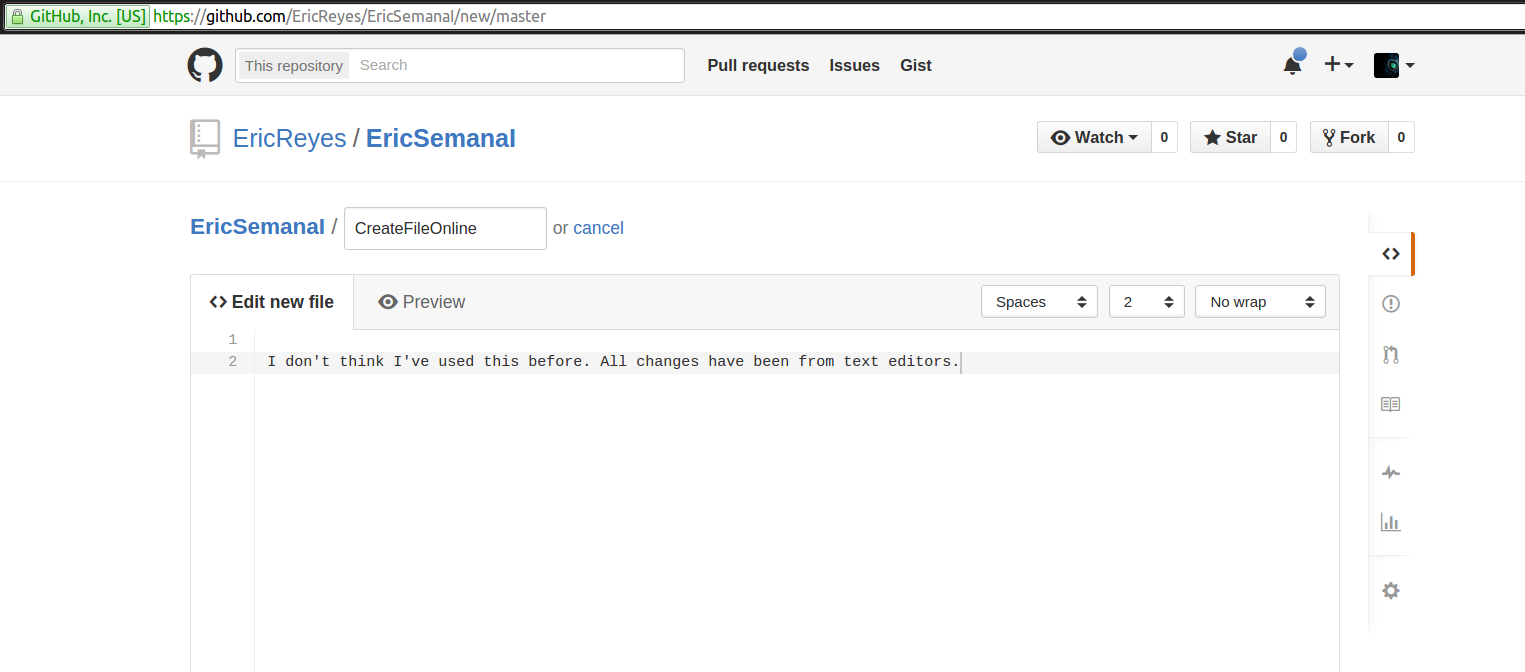 GitHub, Inc. [US] https://github.com/EricReyes/EricSemanal/new/master
This repository Search Pull requests Issues Gist
EricReyes / EricSemanal Watch 0 Star 0 Fork 0
EricSemanal / CreateFileOnline or cancel
Edit new file Preview Spaces 2 No wrap
1
2 I don't think I've used this before. All changes have been from text editors.